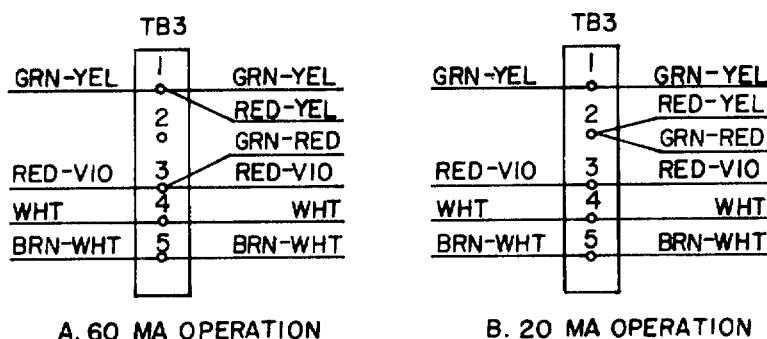 TB3
1
GRN-YEL GRN-YEL
RED-YEL
2
GRN-RED
3
RED-VIO RED-VIO
4
WHT WHT
5
BRN-WHT BRN-WHT
A. 60 MA OPERATION
TB3
1
GRN-YEL GRN-YEL
RED-YEL
2
GRN-RED
3
RED-VIO RED-VIO
4
WHT WHT
5
BRN-WHT BRN-WHT
B. 20 MA OPERATION